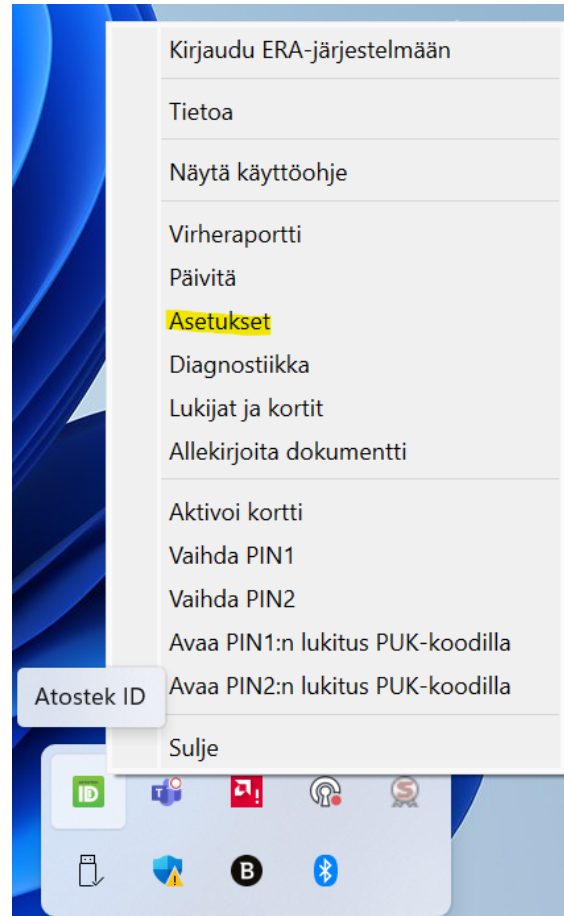 Kirjaudu ERA-järjestelmään
Tietoa
Näytä käyttöohje
Virheraportti
Päivitä
Asetukset
Diagnostiikka
Lukijat ja kortit
Allekirjoita dokumentti
Aktivoi kortti
Vaihda PIN1
Vaihda PIN2
Avaa PIN1:n lukitus PUK-koodilla
Avaa PIN2:n lukitus PUK-koodilla
Sulje
Atostek ID
ID
B